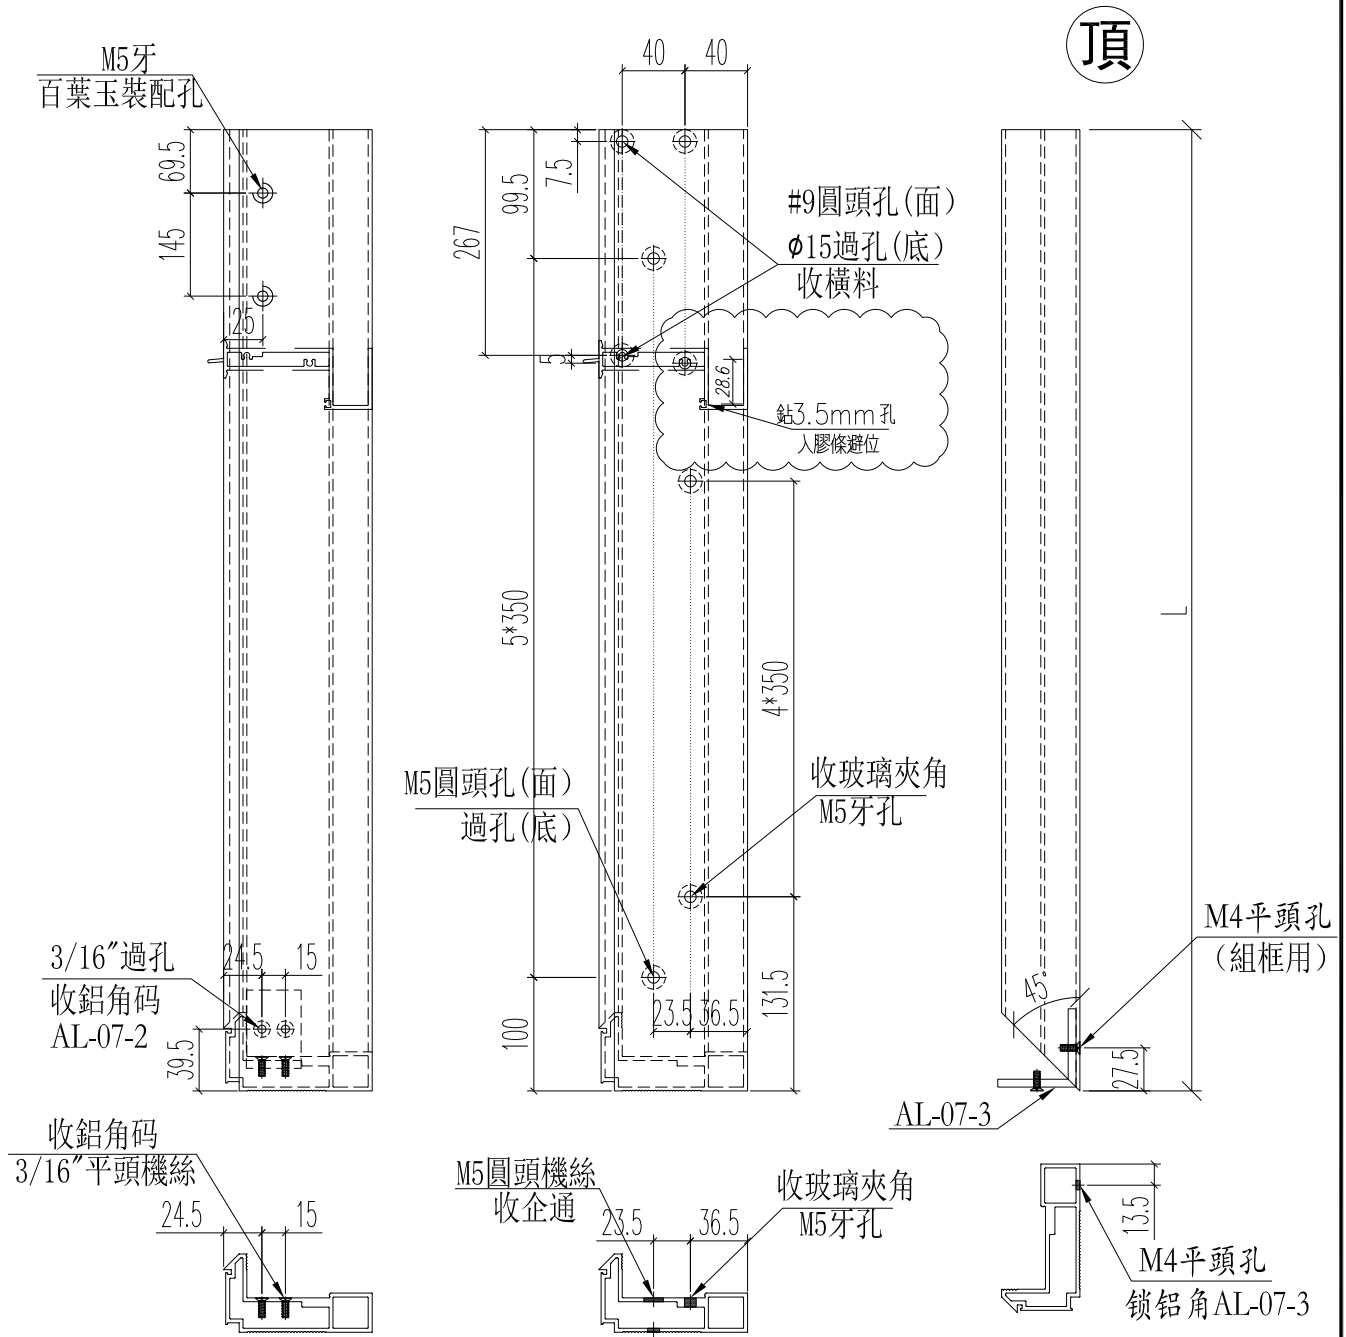 頂
M5牙
百葉玉裝配孔
69.5
145
25
40
40
7.5
99.5
267
5
#9圓頭孔(面)
ϕ15過孔(底)
收橫料
28.6
鉆3.5mm孔
入膠條避位
5*350
4*350
L
M5圓頭孔(面)
過孔(底)
收玻璃夾角
M5牙孔
3/16″過孔
收鋁角码
AL-07-2
24.5
15
39.5
100
23.5
36.5
131.5
M4平頭孔
(組框用)
45°
27.5
AL-07-3
收鋁角码
3/16″平頭機絲
24.5
15
M5圓頭機絲
收企通
23.5
36.5
收玻璃夾角
M5牙孔
13.5
M4平頭孔
锁铝角AL-07-3